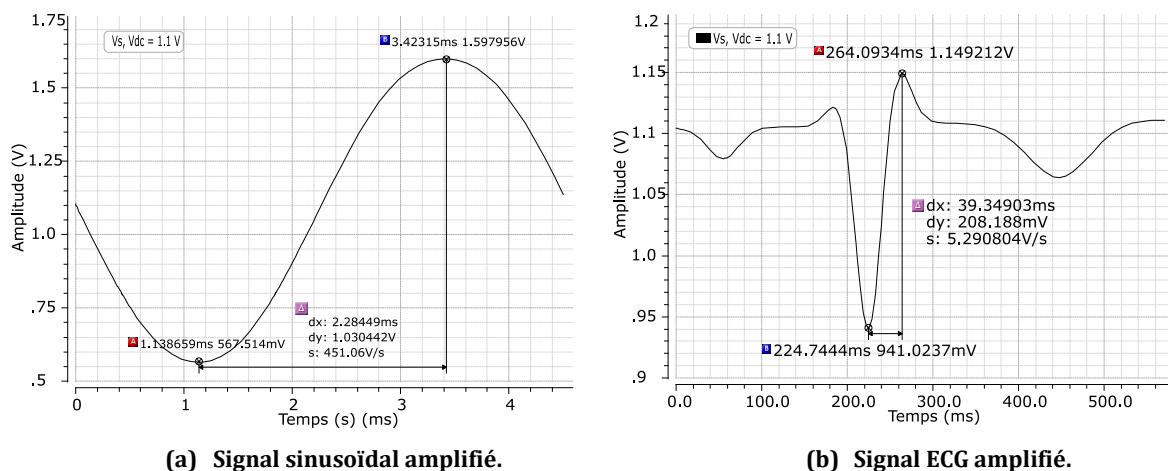 1.75
1.5
1.25
1.0
.75
.5
Amplitude (V)
Vs, Vdc = 1.1 V
B 3.42315ms 1.597956V
A 1.138659ms 567.514mV
Δ
dx: 2.28449ms
dy: 1.030442V
s: 451.06V/s
0 1 2 3 4
Temps (s) (ms)
(a) Signal sinusoïdal amplifié.
1.2
1.15
1.1
1.05
1.0
.95
.9
Amplitude (V)
Vs, Vdc = 1.1 V
A 264.0934ms 1.149212V
Δ dx: 39.34903ms
dy: 208.188mV
s: 5.290804V/s
B 224.7444ms 941.0237mV
0.0 100.0 200.0 300.0 400.0 500.0
Temps (ms)
(b) Signal ECG amplifié.